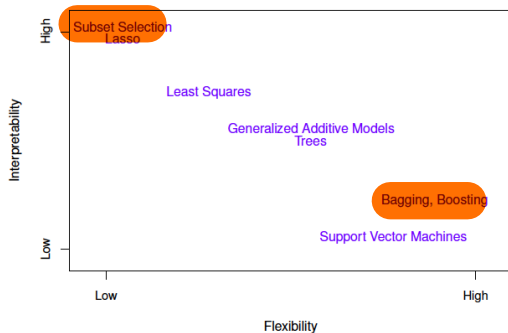 High
Subset Selection
Lasso
Least Squares
Generalized Additive Models
Trees
Bagging, Boosting
Support Vector Machines
Low
Interpretability
Low
High
Flexibility